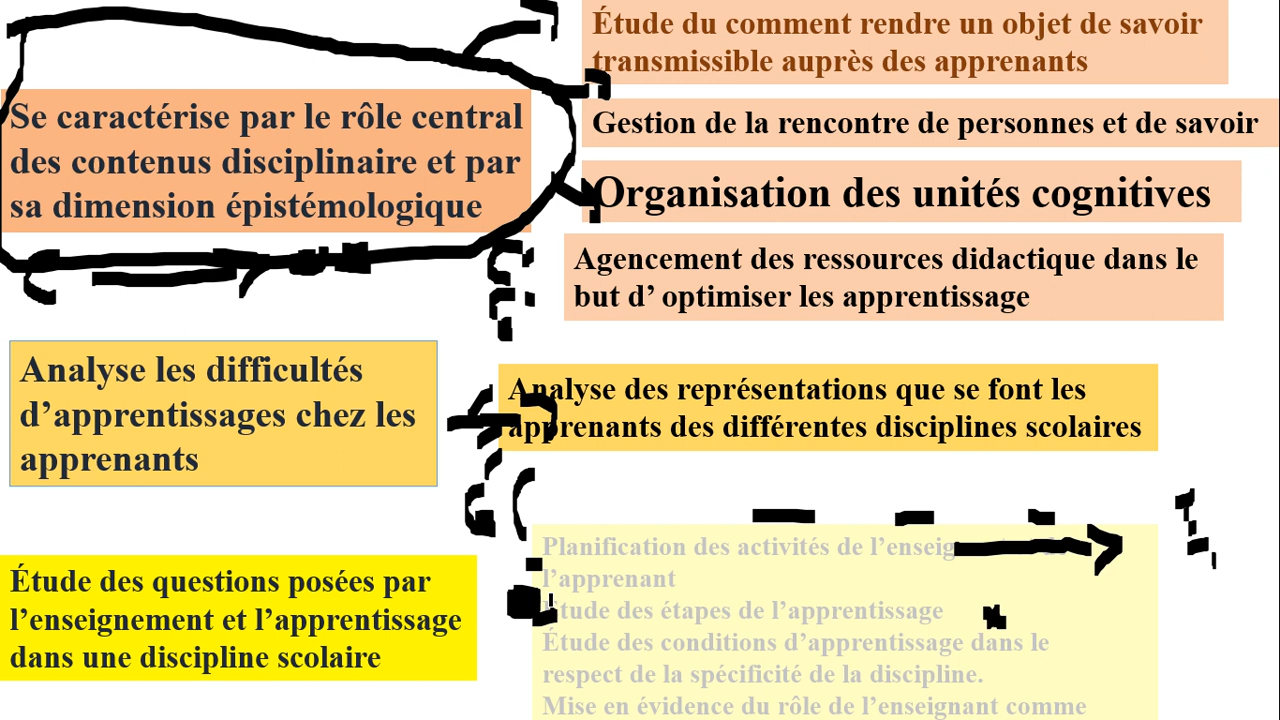 Se caractérise par le rôle central
des contenus disciplinaire et par
sa dimension épistémologique
Étude du comment rendre un objet de savoir
transmissible auprès des apprenants
Gestion de la rencontre de personnes et de savoir
Organisation des unités cognitives
Agencement des ressources didactique dans le
but d’ optimiser les apprentissage
Analyse les difficultés
d’apprentissages chez les
apprenants
Analyse des représentations que se font les
apprenants des différentes disciplines scolaires
Étude des questions posées par
l’enseignement et l’apprentissage
dans une discipline scolaire
Planification des activités de
l’apprenant
Étude des étapes de l’apprentissage
Étude des conditions d’apprentissage dans le
respect de la spécificité de la discipline.
Mise en évidence du rôle de l’enseignant comme